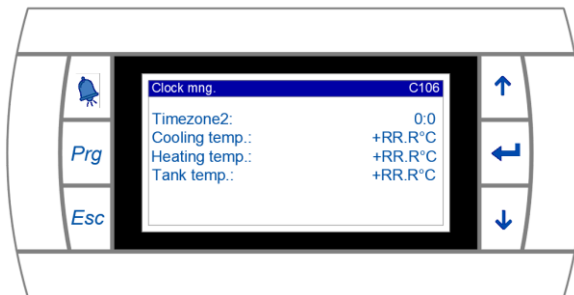 Clock mng. C106
Timezone2: 0:0
Cooling temp.: +RR.R°C
Heating temp.: +RR.R°C
Tank temp.: +RR.R°C
Prg
Esc